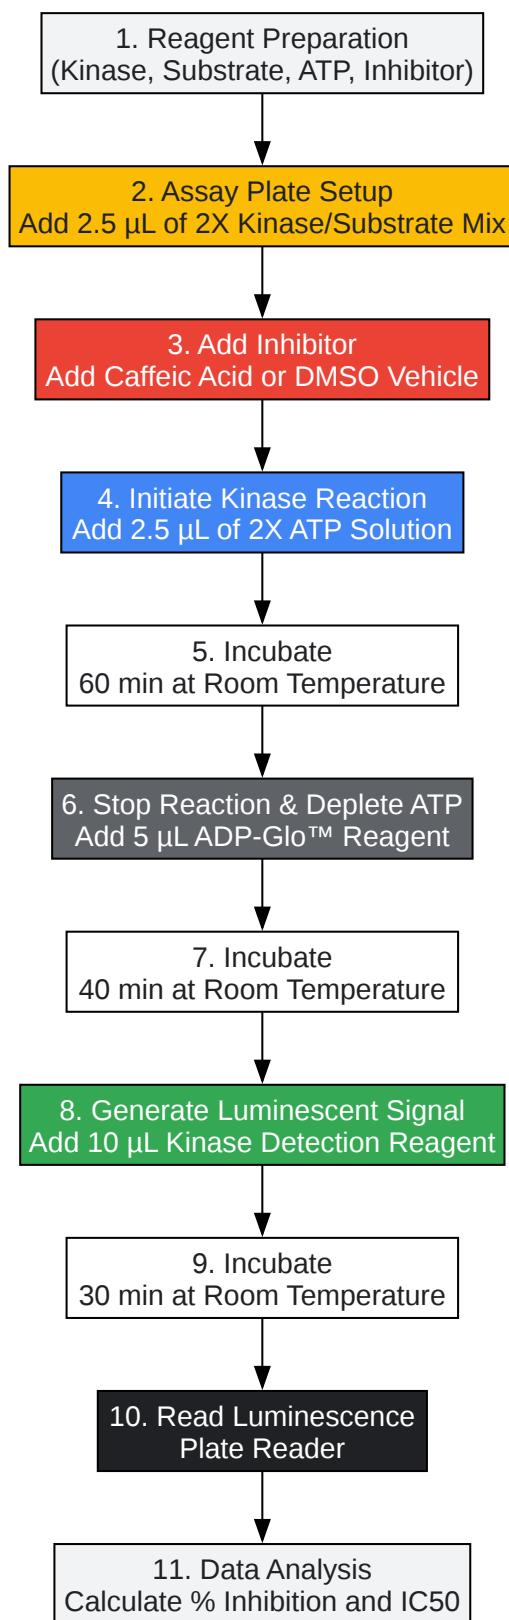 1. Reagent Preparation
(Kinase, Substrate, ATP, Inhibitor)
2. Assay Plate Setup
Add 2.5 µL of 2X Kinase/Substrate Mix
3. Add Inhibitor
Add Caffeic Acid or DMSO Vehicle
4. Initiate Kinase Reaction
Add 2.5 µL of 2X ATP Solution
5. Incubate
60 min at Room Temperature
6. Stop Reaction & Deplete ATP
Add 5 µL ADP-Glo™ Reagent
7. Incubate
40 min at Room Temperature
8. Generate Luminescent Signal
Add 10 µL Kinase Detection Reagent
9. Incubate
30 min at Room Temperature
10. Read Luminescence
Plate Reader
11. Data Analysis
Calculate % Inhibition and IC50